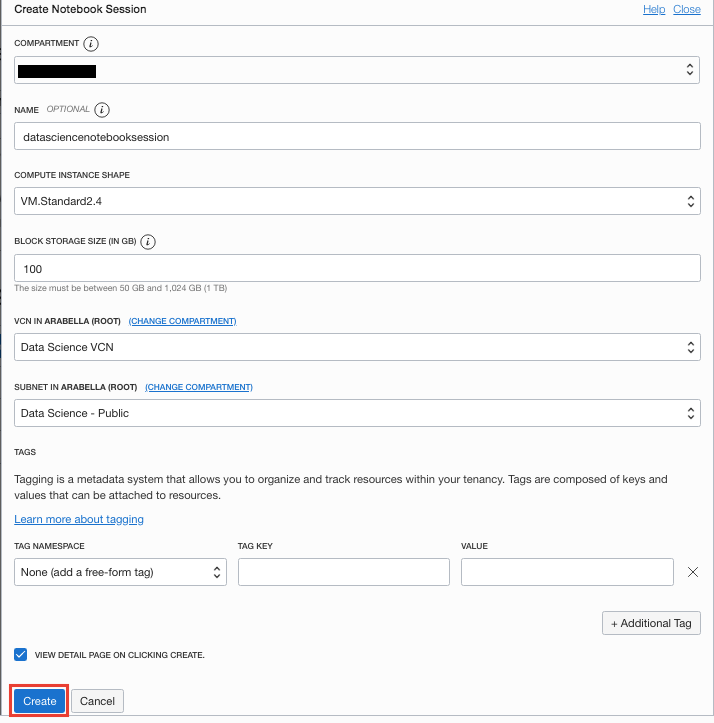 Create Notebook Session Help Close
COMPARTMENT i
NAME OPTIONAL i
datasciencenotebooksession
COMPUTE INSTANCE SHAPE
VM.Standard2.4
BLOCK STORAGE SIZE (IN GB) i
100
The size must be between 50 GB and 1,024 GB (1 TB)
VCN IN ARABELLA (ROOT) (CHANGE COMPARTMENT)
Data Science VCN
SUBNET IN ARABELLA (ROOT) (CHANGE COMPARTMENT)
Data Science - Public
TAGS
Tagging is a metadata system that allows you to organize and track resources within your tenancy. Tags are composed of keys and
values that can be attached to resources.
Learn more about tagging
TAG NAMESPACE TAG KEY VALUE
None (add a free-form tag)
+ Additional Tag
VIEW DETAIL PAGE ON CLICKING CREATE.
Create Cancel